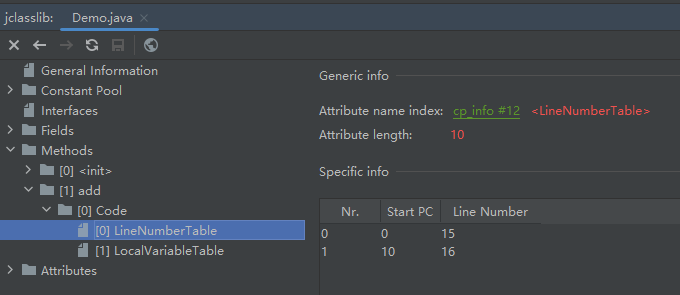 jclasslib: Demo.java
General Information
Constant Pool
Interfaces
Fields
Methods
[0] <init>
[1] add
[0] Code
[0] LineNumberTable
[1] LocalVariableTable
Attributes
Generic info
Attribute name index: cp_info #12 <LineNumberTable>
Attribute length: 10
Specific info
Nr. Start PC Line Number
0 0 15
1 10 16